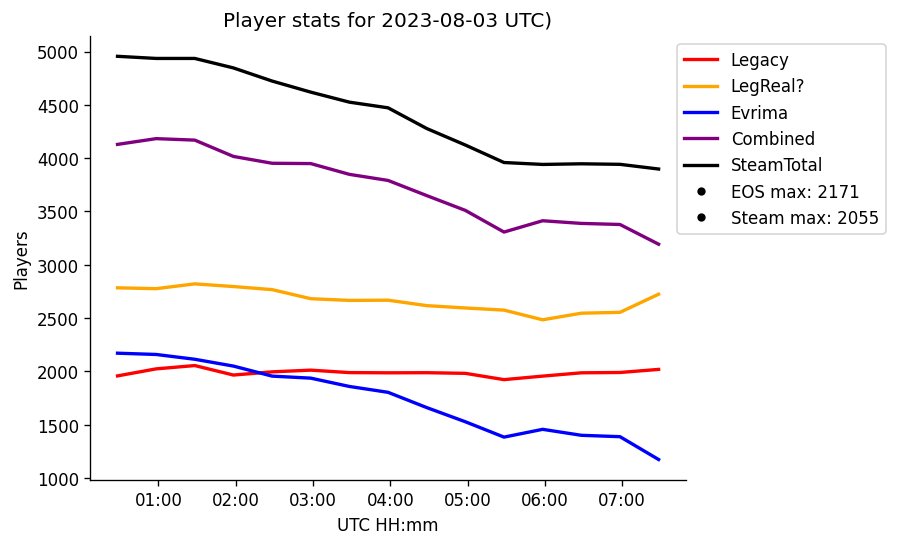 Player stats for 2023-08-03 UTC)
Legacy
LegReal?
Evrima
Combined
SteamTotal
EOS max: 2171
Steam max: 2055
Players
5000
4500
4000
3500
3000
2500
2000
1500
1000
01:00 02:00 03:00 04:00 05:00 06:00 07:00
UTC HH:mm